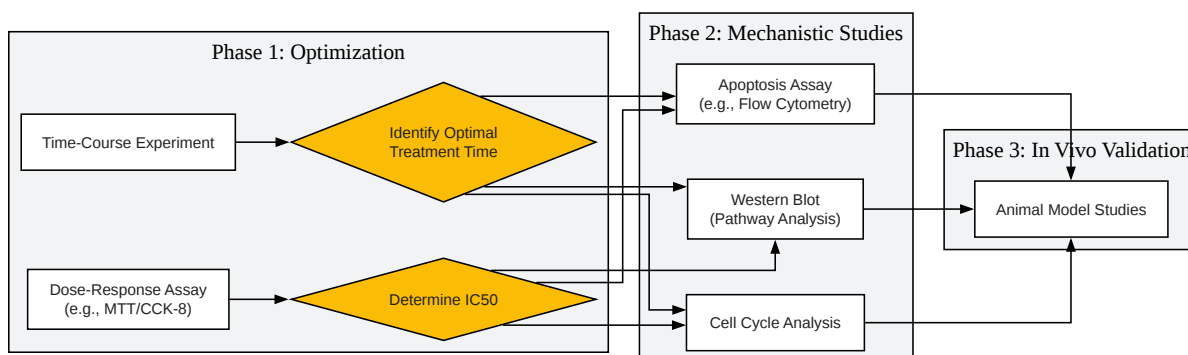 Phase 1: Optimization
Time-Course Experiment
Identify Optimal
Treatment Time
Dose-Response Assay
(e.g., MTT/CCK-8)
Determine IC50
Phase 2: Mechanistic Studies
Apoptosis Assay
(e.g., Flow Cytometry)
Western Blot
(Pathway Analysis)
Cell Cycle Analysis
Phase 3: In Vivo Validation
Animal Model Studies